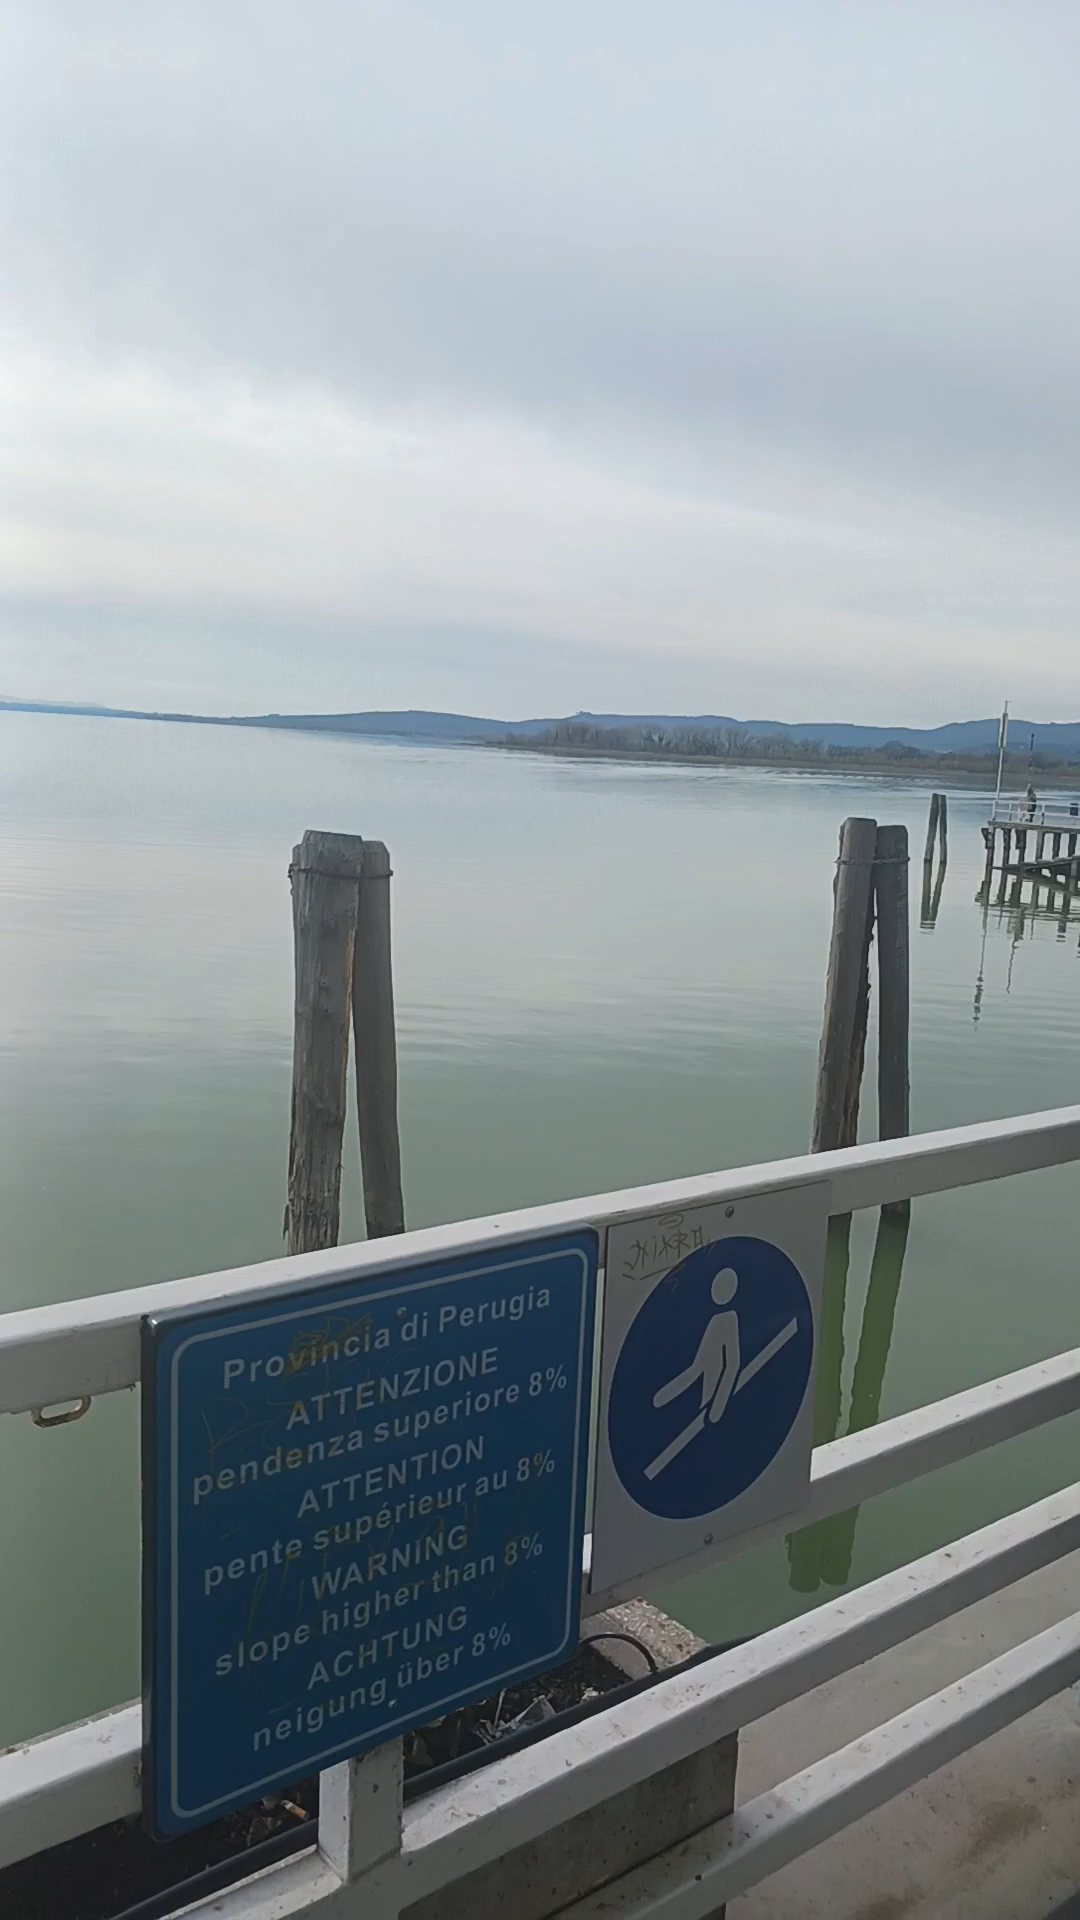 Provincia di Perugia
ATTENZIONE
pendenza superiore 8%
ATTENTION
pente supérieur au 8%
WARNING
slope higher than 8%
ACHTUNG
neigung über 8%